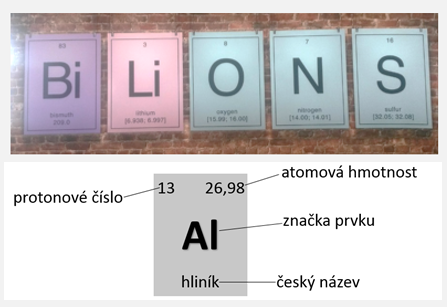 83 3 8 7 16
Bi Li O N S
bismuth lithium oxygen nitrogen sulfur
209.0 [6.938; 6.997] [15.99; 16.00] [14.00; 14.01] [32.05; 32.08]
atomová hmotnost
protonové číslo 13 26,98
Al značka prvku
hliník český název